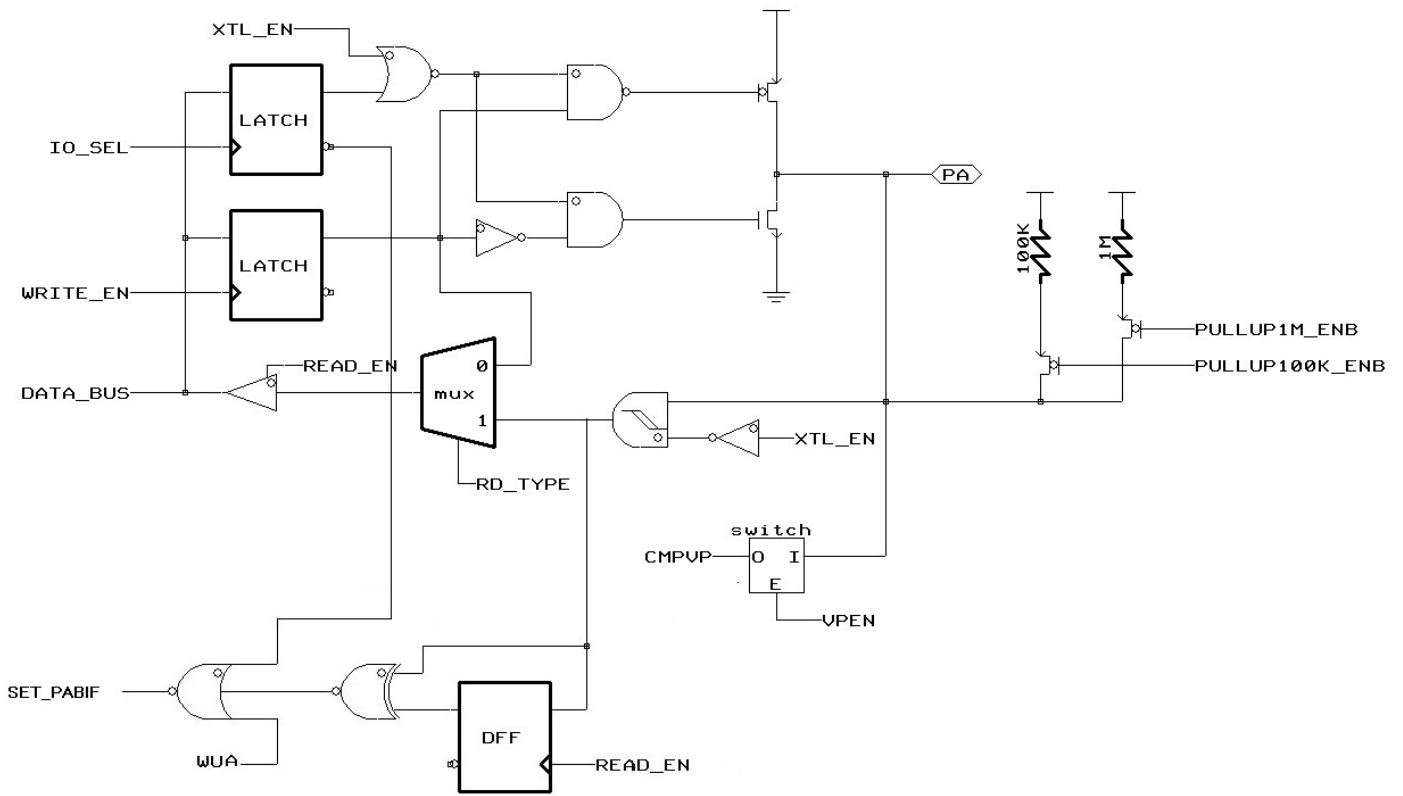 XTL_EN
LATCH
IO_SEL
PA
100K
1M
LATCH
WRITE_EN
PULLUP1M_ENB
READ_EN
0
PULLUP100K_ENB
DATA_BUS
mux
1
XTL_EN
RD_TYPE
switch
CMPVP
O I
E
VPEN
SET_PABIF
DFF
WUA
READ_EN